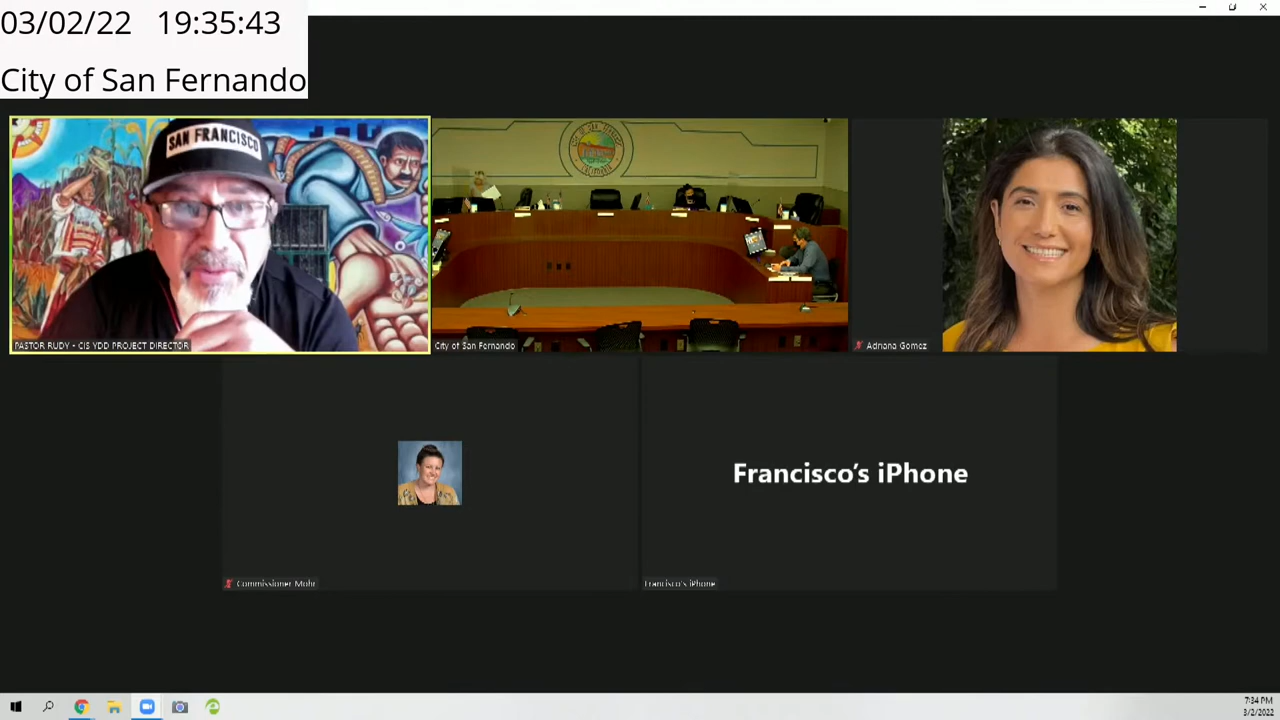 03/02/22 19:35:43
City of San Fernando
SAN FRANCISCO
PASTOR RUDY • CIS YDD PROJECT DIRECTOR
City of San Fernando
Adriana Gomez
Francisco's iPhone
Commissioner Mohr
Francisco's iPhone
7:34 PM
3/2/2022